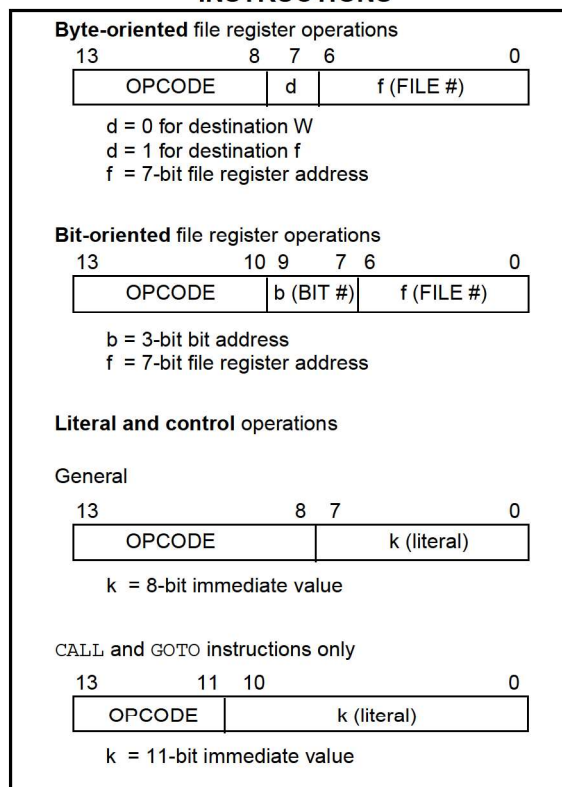 INSTRUCTIONS
Byte-oriented file register operations
13 8 7 6 0
OPCODE d f (FILE #)
d = 0 for destination W
d = 1 for destination f
f = 7-bit file register address
Bit-oriented file register operations
13 10 9 7 6 0
OPCODE b (BIT #) f (FILE #)
b = 3-bit bit address
f = 7-bit file register address
Literal and control operations
General
13 8 7 0
OPCODE k (literal)
k = 8-bit immediate value
CALL and GOTO instructions only
13 11 10 0
OPCODE k (literal)
k = 11-bit immediate value